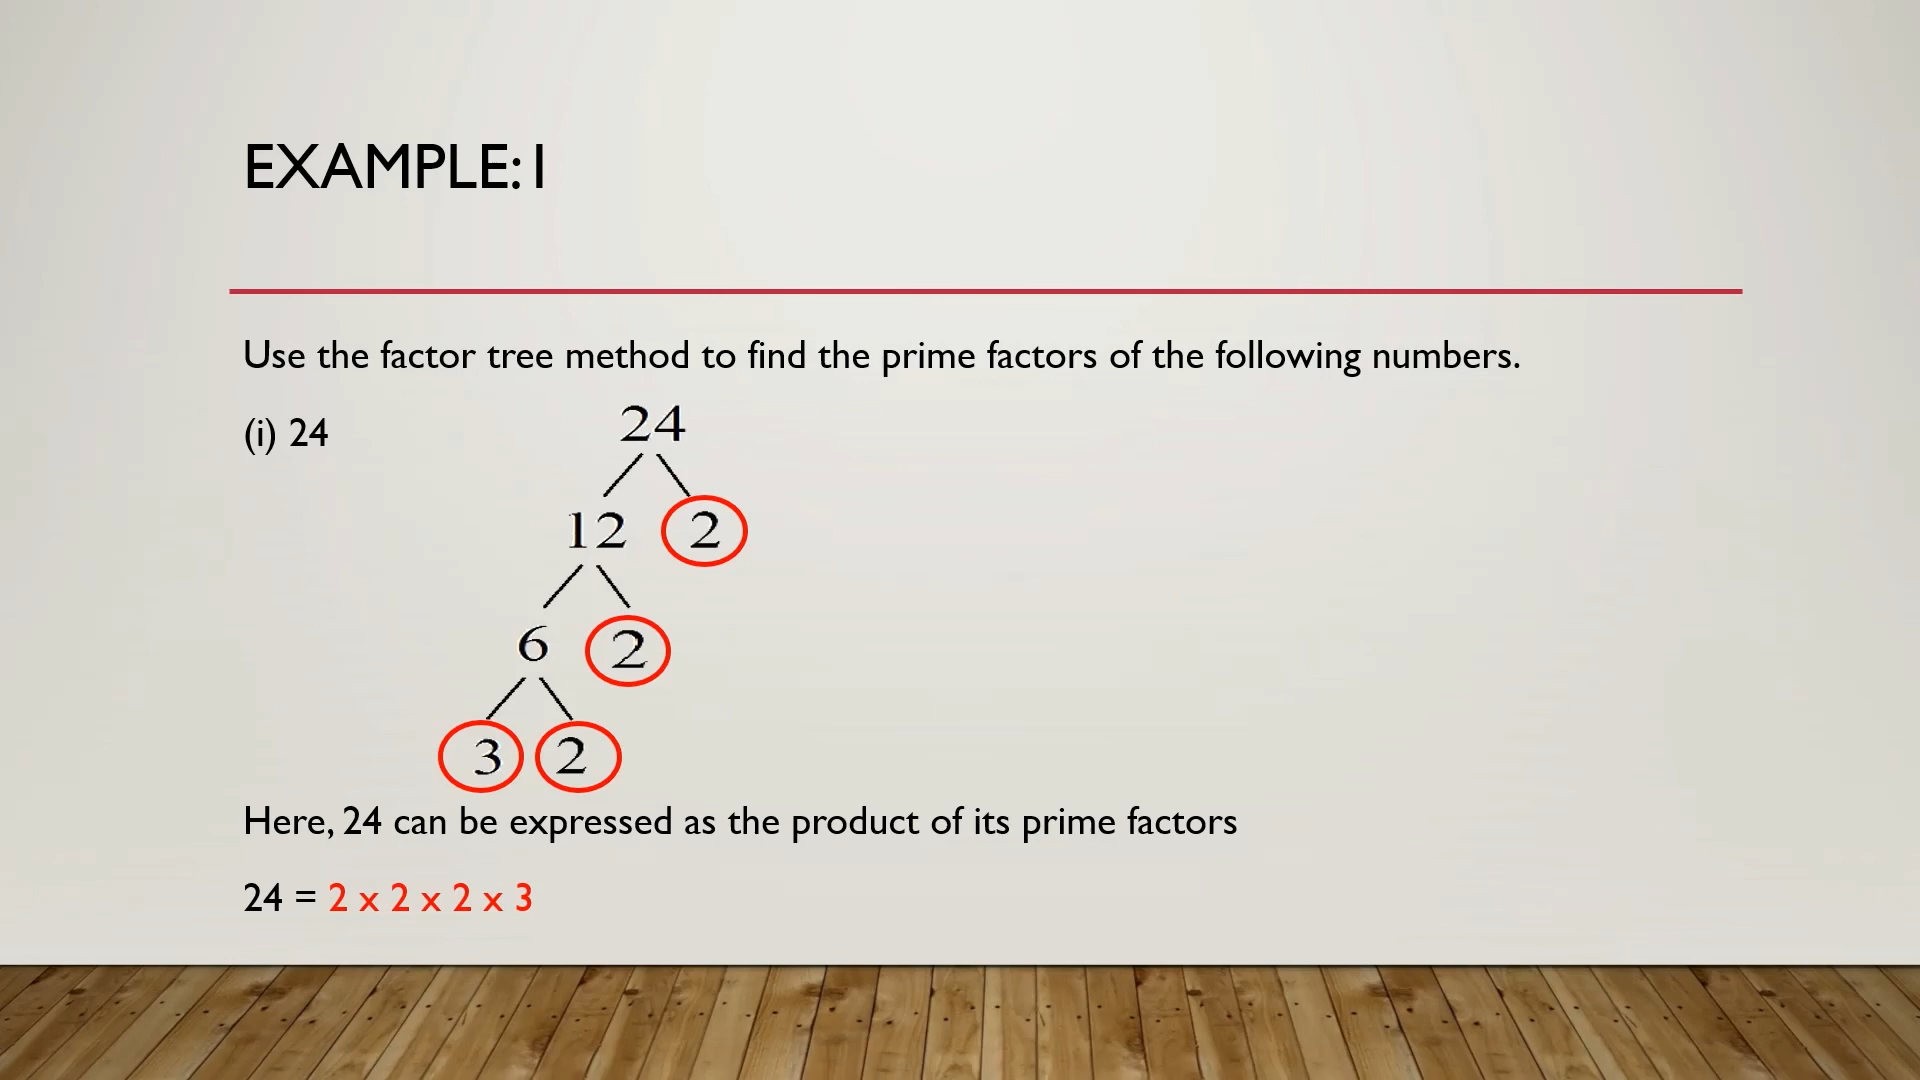 EXAMPLE: 1
Use the factor tree method to find the prime factors of the following numbers.
(i) 24
24
12 2
6 2
3 2
Here, 24 can be expressed as the product of its prime factors
24 = 2 x 2 x 2 x 3